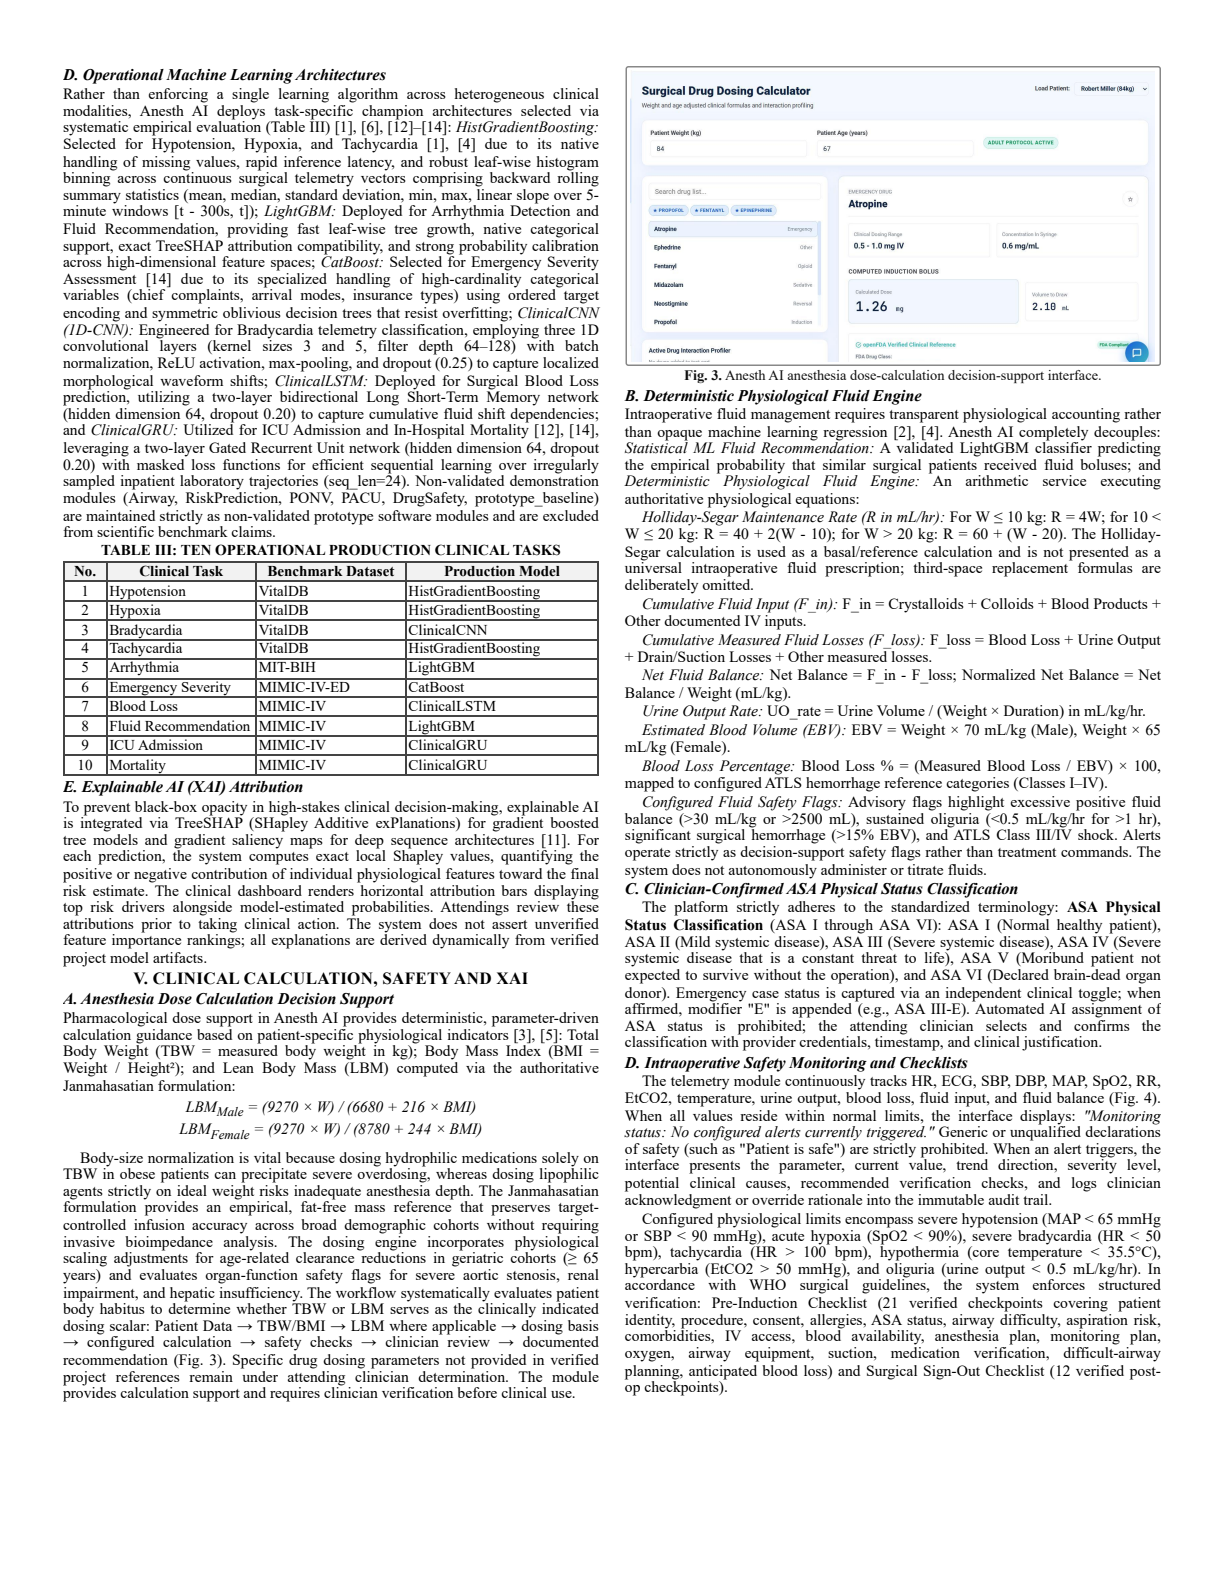 D. Operational Machine Learning Architectures
Rather than enforcing a single learning algorithm across heterogeneous clinical
modalities, Anesth AI deploys task-specific champion architectures selected via
systematic empirical evaluation (Table III) [1], [6], [12]–[14]: HistGradientBoosting:
Selected for Hypotension, Hypoxia, and Tachycardia [1], [4] due to its native
handling of missing values, rapid inference latency, and robust leaf-wise histogram
binning across continuous surgical telemetry vectors comprising backward rolling
summary statistics (mean, median, standard deviation, min, max, linear slope over 5-
minute windows [t - 300s, t]); LightGBM: Deployed for Arrhythmia Detection and
Fluid Recommendation, providing fast leaf-wise tree growth, native categorical
support, exact TreeSHAP attribution compatibility, and strong probability calibration
across high-dimensional feature spaces; CatBoost: Selected for Emergency Severity
Assessment [14] due to its specialized handling of high-cardinality categorical
variables (chief complaints, arrival modes, insurance types) using ordered target
encoding and symmetric oblivious decision trees that resist overfitting; ClinicalCNN
(1D-CNN): Engineered for Bradycardia telemetry classification, employing three 1D
convolutional layers (kernel sizes 3 and 5, filter depth 64–128) with batch
normalization, ReLU activation, max-pooling, and dropout (0.25) to capture localized
morphological waveform shifts; ClinicalLSTM: Deployed for Surgical Blood Loss
prediction, utilizing a two-layer bidirectional Long Short-Term Memory network
(hidden dimension 64, dropout 0.20) to capture cumulative fluid shift dependencies;
and ClinicalGRU: Utilized for ICU Admission and In-Hospital Mortality [12], [14],
leveraging a two-layer Gated Recurrent Unit network (hidden dimension 64, dropout
0.20) with masked loss functions for efficient sequential learning over irregularly
sampled inpatient laboratory trajectories (seq_len=24). Non-validated demonstration
modules (Airway, RiskPrediction, PONV, PACU, DrugSafety, prototype_baseline)
are maintained strictly as non-validated prototype software modules and are excluded
from scientific benchmark claims.
TABLE III: TEN OPERATIONAL PRODUCTION CLINICAL TASKS
No. Clinical Task Benchmark Dataset Production Model
1 Hypotension VitalDB HistGradientBoosting
2 Hypoxia VitalDB HistGradientBoosting
3 Bradycardia VitalDB ClinicalCNN
4 Tachycardia VitalDB HistGradientBoosting
5 Arrhythmia MIT-BIH LightGBM
6 Emergency Severity MIMIC-IV-ED CatBoost
7 Blood Loss MIMIC-IV ClinicalLSTM
8 Fluid Recommendation MIMIC-IV LightGBM
9 ICU Admission MIMIC-IV ClinicalGRU
10 Mortality MIMIC-IV ClinicalGRU
E. Explainable AI (XAI) Attribution
To prevent black-box opacity in high-stakes clinical decision-making, explainable AI
is integrated via TreeSHAP (SHapley Additive exPlanations) for gradient boosted
tree models and gradient saliency maps for deep sequence architectures [11]. For
each prediction, the system computes exact local Shapley values, quantifying the
positive or negative contribution of individual physiological features toward the final
risk estimate. The clinical dashboard renders horizontal attribution bars displaying
top risk drivers alongside model-estimated probabilities. Attendings review these
attributions prior to taking clinical action. The system does not assert unverified
feature importance rankings; all explanations are derived dynamically from verified
project model artifacts.
V. CLINICAL CALCULATION, SAFETY AND XAI
A. Anesthesia Dose Calculation Decision Support
Pharmacological dose support in Anesth AI provides deterministic, parameter-driven
calculation guidance based on patient-specific physiological indicators [3], [5]: Total
Body Weight (TBW = measured body weight in kg); Body Mass Index (BMI =
Weight / Height²); and Lean Body Mass (LBM) computed via the authoritative
Janmahasatian formulation:
LBM_Male = (9270 × W) / (6680 + 216 × BMI)
LBM_Female = (9270 × W) / (8780 + 244 × BMI)
Body-size normalization is vital because dosing hydrophilic medications solely on
TBW in obese patients can precipitate severe overdosing, whereas dosing lipophilic
agents strictly on ideal weight risks inadequate anesthesia depth. The Janmahasatian
formulation provides an empirical, fat-free mass reference that preserves target-
controlled infusion accuracy across broad demographic cohorts without requiring
invasive bioimpedance analysis. The dosing engine incorporates physiological
scaling adjustments for age-related clearance reductions in geriatric cohorts (≥ 65
years) and evaluates organ-function safety flags for severe aortic stenosis, renal
impairment, and hepatic insufficiency. The workflow systematically evaluates patient
body habitus to determine whether TBW or LBM serves as the clinically indicated
dosing scalar: Patient Data → TBW/BMI → LBM where applicable → dosing basis
→ configured calculation → safety checks → clinician review → documented
recommendation (Fig. 3). Specific drug dosing parameters not provided in verified
project references remain under attending clinician determination. The module
provides calculation support and requires clinician verification before clinical use.
Surgical Drug Dosing Calculator
Load Patient: Robert Miller (84kg)
Weight and age adjusted clinical formulas and interaction profiling
Patient Weight (kg)
84
Patient Age (years)
67
ADULT PROTOCOL ACTIVE
Search drug list...
★ PROPOFOL ★ FENTANYL ★ EPINEPHRINE
Atropine Emergency
Ephedrine Other
Fentanyl Opioid
Midazolam Sedative
Neostigmine Reversal
Propofol Induction
Active Drug Interaction Profiler
EMERGENCY DRUG
Atropine
Clinical Dosing Range
0.5 - 1.0 mg IV
Concentration In Syringe
0.6 mg/mL
COMPUTED INDUCTION BOLUS
Calculated Dose
1.26 mg
Volume to Draw
2.10 mL
openFDA Verified Clinical Reference
FDA Drug Class:
Fig. 3. Anesth AI anesthesia dose-calculation decision-support interface.
B. Deterministic Physiological Fluid Engine
Intraoperative fluid management requires transparent physiological accounting rather
than opaque machine learning regression [2], [4]. Anesth AI completely decouples:
Statistical ML Fluid Recommendation: A validated LightGBM classifier predicting
the empirical probability that similar surgical patients received fluid boluses; and
Deterministic Physiological Fluid Engine: An arithmetic service executing
authoritative physiological equations:
Holliday-Segar Maintenance Rate (R in mL/hr): For W ≤ 10 kg: R = 4W; for 10 <
W ≤ 20 kg: R = 40 + 2(W - 10); for W > 20 kg: R = 60 + (W - 20). The Holliday-
Segar calculation is used as a basal/reference calculation and is not presented as a
universal intraoperative fluid prescription; third-space replacement formulas are
deliberately omitted.
Cumulative Fluid Input (F_in): F_in = Crystalloids + Colloids + Blood Products +
Other documented IV inputs.
Cumulative Measured Fluid Losses (F_loss): F_loss = Blood Loss + Urine Output
+ Drain/Suction Losses + Other measured losses.
Net Fluid Balance: Net Balance = F_in - F_loss; Normalized Net Balance = Net
Balance / Weight (mL/kg).
Urine Output Rate: UO_rate = Urine Volume / (Weight × Duration) in mL/kg/hr.
Estimated Blood Volume (EBV): EBV = Weight × 70 mL/kg (Male), Weight × 65
mL/kg (Female).
Blood Loss Percentage: Blood Loss % = (Measured Blood Loss / EBV) × 100,
mapped to configured ATLS hemorrhage reference categories (Classes I–IV).
Configured Fluid Safety Flags: Advisory flags highlight excessive positive fluid
balance (>30 mL/kg or >2500 mL), sustained oliguria (<0.5 mL/kg/hr for >1 hr),
significant surgical hemorrhage (>15% EBV), and ATLS Class III/IV shock. Alerts
operate strictly as decision-support safety flags rather than treatment commands. The
system does not autonomously administer or titrate fluids.
C. Clinician-Confirmed ASA Physical Status Classification
The platform strictly adheres to the standardized terminology: ASA Physical
Status Classification (ASA I through ASA VI): ASA I (Normal healthy patient),
ASA II (Mild systemic disease), ASA III (Severe systemic disease), ASA IV (Severe
systemic disease that is a constant threat to life), ASA V (Moribund patient not
expected to survive without the operation), and ASA VI (Declared brain-dead organ
donor). Emergency case status is captured via an independent clinical toggle; when
affirmed, modifier "E" is appended (e.g., ASA III-E). Automated AI assignment of
ASA status is prohibited; the attending clinician selects and confirms the
classification with provider credentials, timestamp, and clinical justification.
D. Intraoperative Safety Monitoring and Checklists
The telemetry module continuously tracks HR, ECG, SBP, DBP, MAP, SpO2, RR,
EtCO2, temperature, urine output, blood loss, fluid input, and fluid balance (Fig. 4).
When all values reside within normal limits, the interface displays: "Monitoring
status: No configured alerts currently triggered." Generic or unqualified declarations
of safety (such as "Patient is safe") are strictly prohibited. When an alert triggers, the
interface presents the parameter, current value, trend direction, severity level,
potential clinical causes, recommended verification checks, and logs clinician
acknowledgment or override rationale into the immutable audit trail.
Configured physiological limits encompass severe hypotension (MAP < 65 mmHg
or SBP < 90 mmHg), acute hypoxia (SpO2 < 90%), severe bradycardia (HR < 50
bpm), tachycardia (HR > 100 bpm), hypothermia (core temperature < 35.5°C),
hypercarbia (EtCO2 > 50 mmHg), and oliguria (urine output < 0.5 mL/kg/hr). In
accordance with WHO surgical guidelines, the system enforces structured
verification: Pre-Induction Checklist (21 verified checkpoints covering patient
identity, procedure, consent, allergies, ASA status, airway difficulty, aspiration risk,
comorbidities, IV access, blood availability, anesthesia plan, monitoring plan,
oxygen, airway equipment, suction, medication verification, difficult-airway
planning, anticipated blood loss) and Surgical Sign-Out Checklist (12 verified post-
op checkpoints).